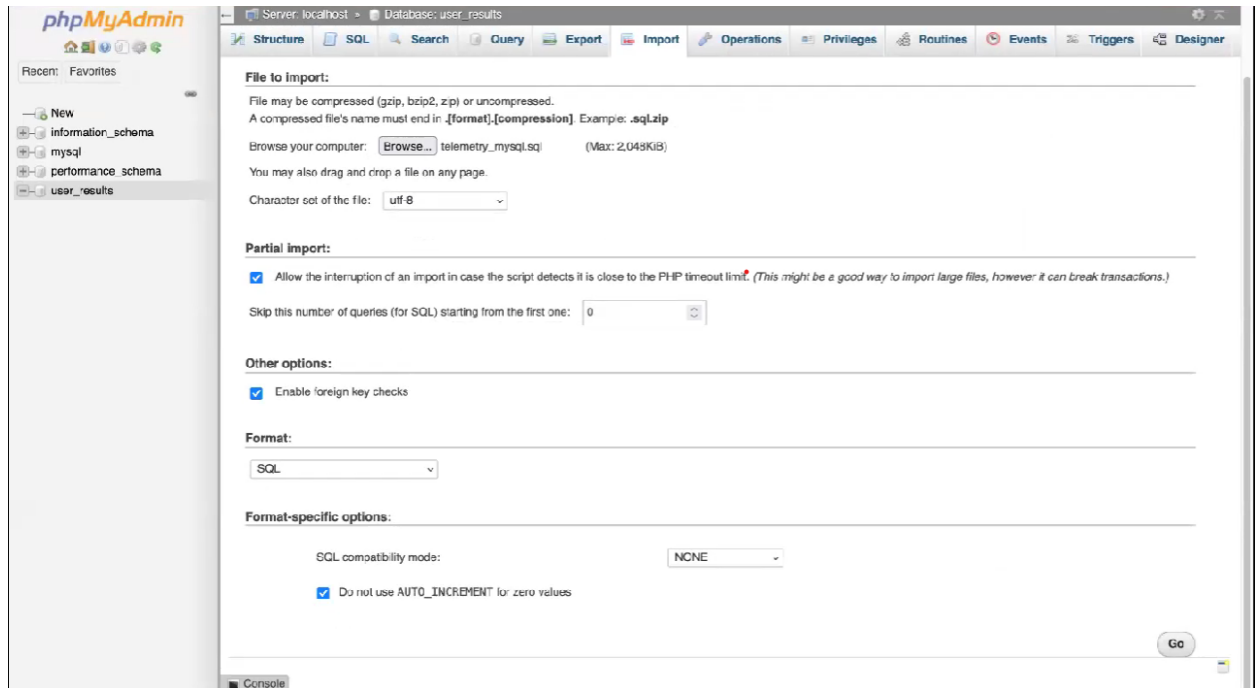 phpMyAdmin
Recent Favorites
New
information_schema
mysql
performance_schema
user_results
Server: localhost » Database: user_results
Structure SQL Search Query Export Import Operations Privileges Routines Events Triggers Designer
File to import:
File may be compressed (gzip, bzip2, zip) or uncompressed.
A compressed file's name must end in .[format].[compression]. Example: .sql.zip
Browse your computer: Browse... telemetry_mysql.sql (Max: 2,048KiB)
You may also drag and drop a file on any page.
Character set of the file: utf-8
Partial import:
Allow the interruption of an import in case the script detects it is close to the PHP timeout limit. (This might be a good way to import large files, however it can break transactions.)
Skip this number of queries (for SQL) starting from the first one: 0
Other options:
Enable foreign key checks
Format:
SQL
Format-specific options:
SQL compatibility mode: NONE
Do not use AUTO_INCREMENT for zero values
Go
Console